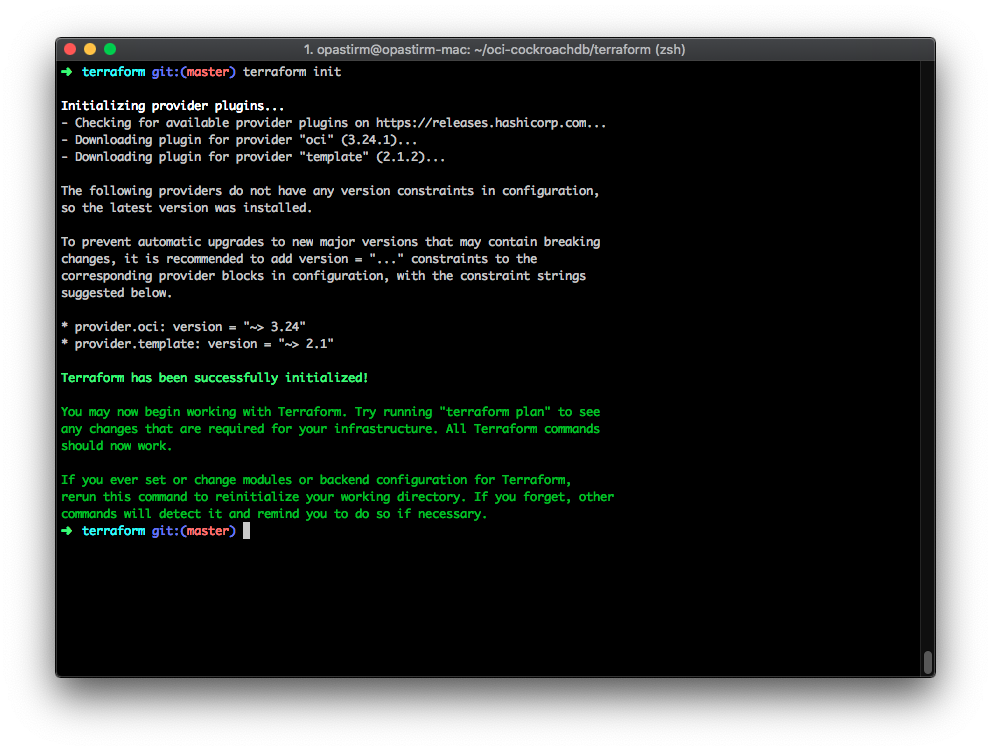 1. opastirm@opastirm-mac: ~/oci-cockroachdb/terraform (zsh)
➜ terraform git:(master) terraform init
Initializing provider plugins...
- Checking for available provider plugins on https://releases.hashicorp.com...
- Downloading plugin for provider "oci" (3.24.1)...
- Downloading plugin for provider "template" (2.1.2)...
The following providers do not have any version constraints in configuration,
so the latest version was installed.
To prevent automatic upgrades to new major versions that may contain breaking
changes, it is recommended to add version = "..." constraints to the
corresponding provider blocks in configuration, with the constraint strings
suggested below.
* provider.oci: version = "~> 3.24"
* provider.template: version = "~> 2.1"
Terraform has been successfully initialized!
You may now begin working with Terraform. Try running "terraform plan" to see
any changes that are required for your infrastructure. All Terraform commands
should now work.
If you ever set or change modules or backend configuration for Terraform,
rerun this command to reinitialize your working directory. If you forget, other
commands will detect it and remind you to do so if necessary.
➜ terraform git:(master)